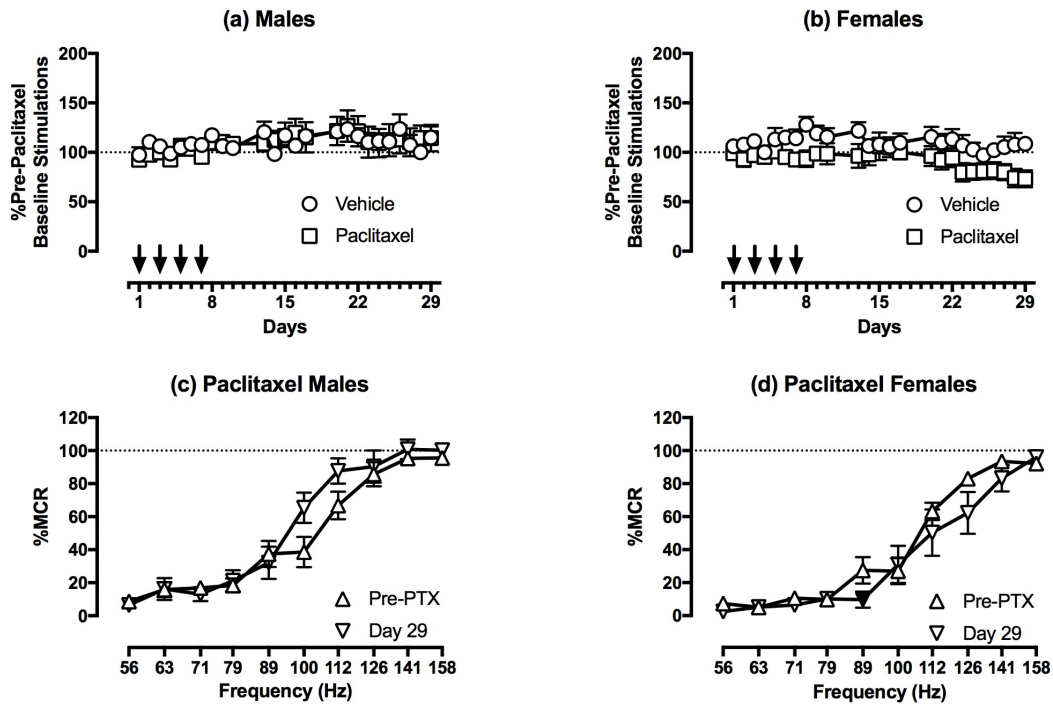 (a) Males
%Pre-Paclitaxel
Baseline Stimulations
200
150
100
50
0
Vehicle
Paclitaxel
1 8 15 22 29
Days
(b) Females
%Pre-Paclitaxel
Baseline Stimulations
200
150
100
50
0
Vehicle
Paclitaxel
1 8 15 22 29
Days
(c) Paclitaxel Males
%MCR
120
100
80
60
40
20
0
Pre-PTX
Day 29
56 63 71 79 89 100 112 126 141 158
Frequency (Hz)
(d) Paclitaxel Females
%MCR
120
100
80
60
40
20
0
Pre-PTX
Day 29
56 63 71 79 89 100 112 126 141 158
Frequency (Hz)